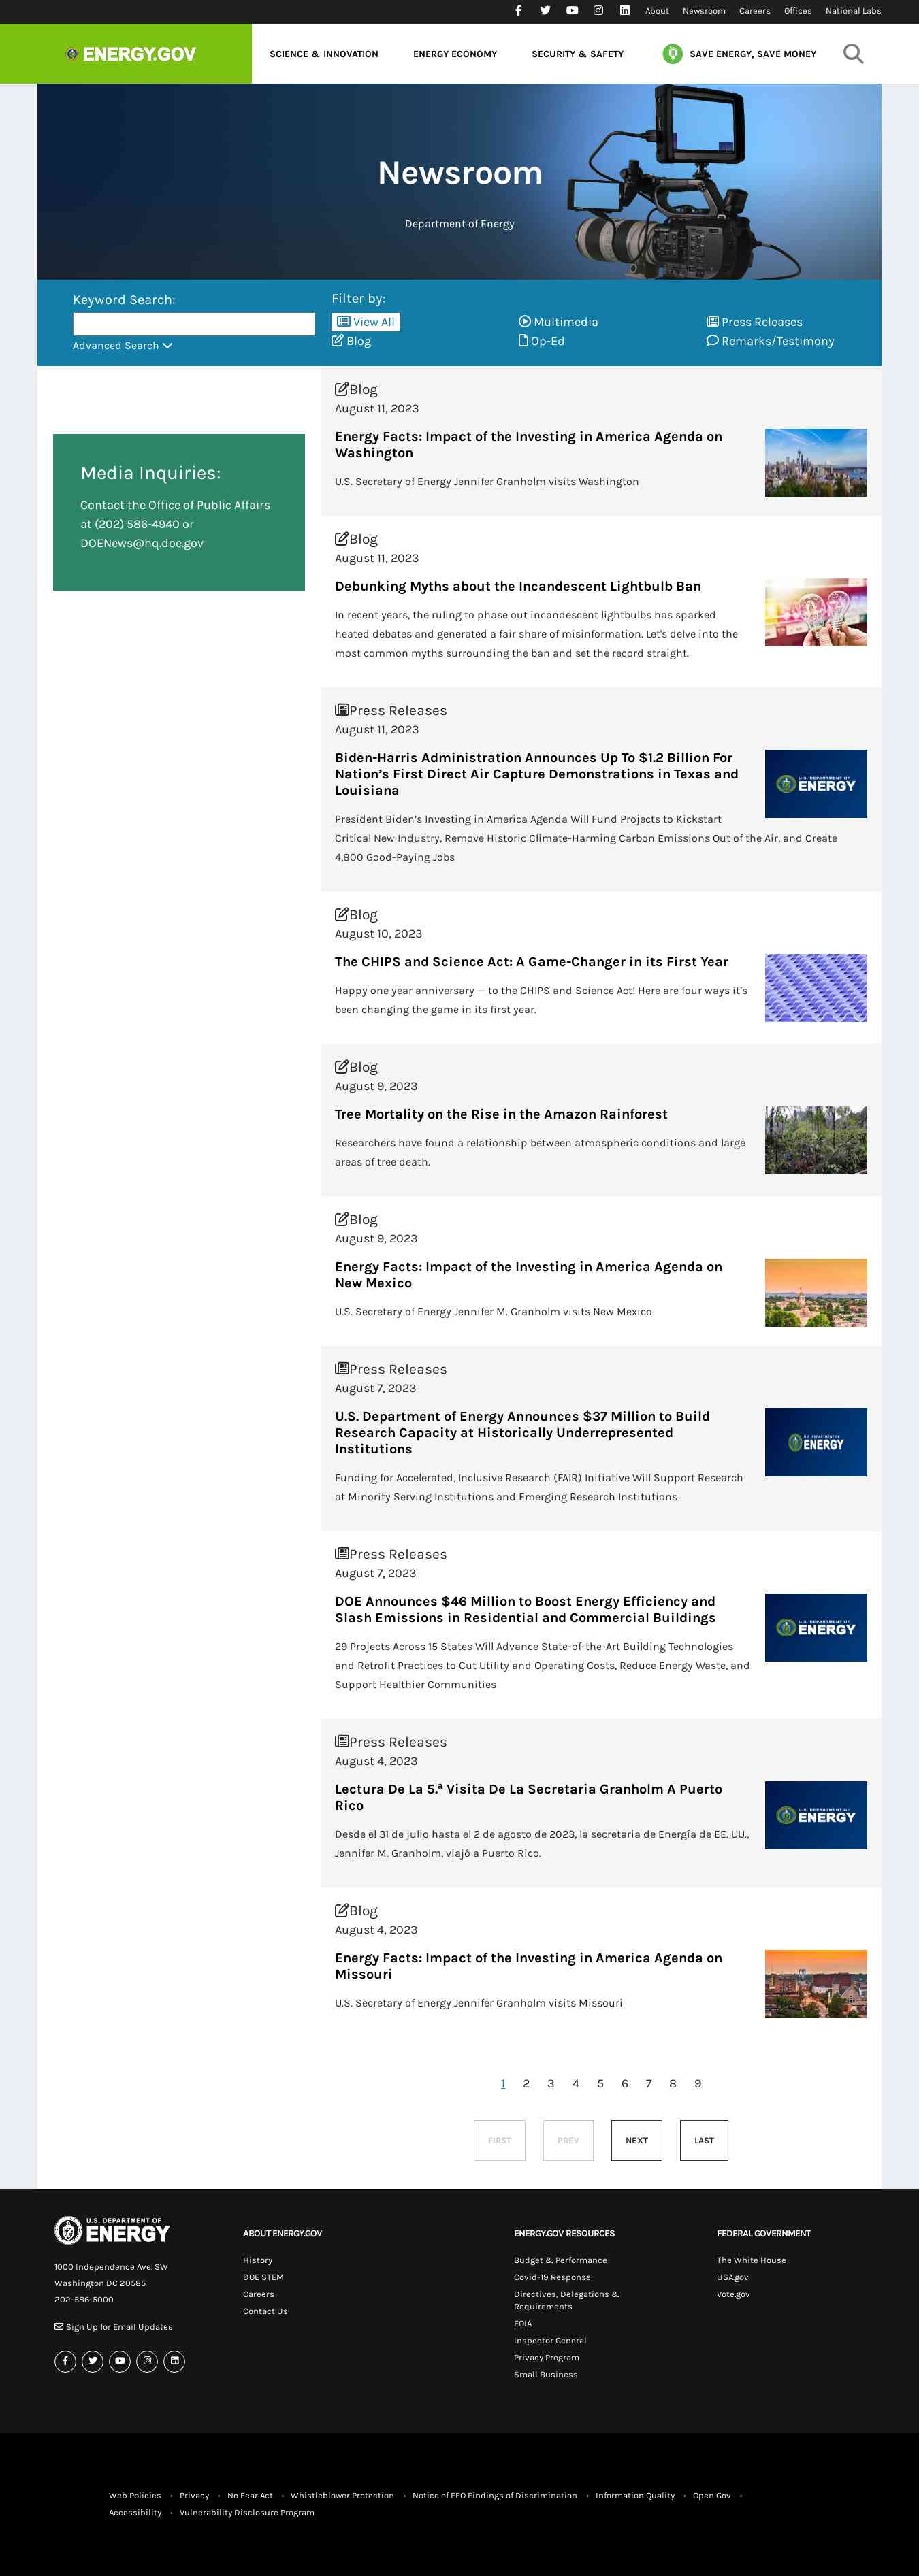 About Newsroom Careers Offices National Labs
ENERGY.GOV
SCIENCE & INNOVATION ENERGY ECONOMY SECURITY & SAFETY SAVE ENERGY, SAVE MONEY
Newsroom
Department of Energy
Keyword Search:
Advanced Search
Filter by:
View All Multimedia Press Releases
Blog Op-Ed Remarks/Testimony
Media Inquiries:
Contact the Office of Public Affairs
at (202) 586-4940 or
DOENews@hq.doe.gov
Blog
August 11, 2023
Energy Facts: Impact of the Investing in America Agenda on
Washington
U.S. Secretary of Energy Jennifer Granholm visits Washington
Blog
August 11, 2023
Debunking Myths about the Incandescent Lightbulb Ban
In recent years, the ruling to phase out incandescent lightbulbs has sparked
heated debates and generated a fair share of misinformation. Let's delve into the
most common myths surrounding the ban and set the record straight.
Press Releases
August 11, 2023
Biden-Harris Administration Announces Up To $1.2 Billion For
Nation’s First Direct Air Capture Demonstrations in Texas and
Louisiana
U.S. DEPARTMENT OF
ENERGY
President Biden’s Investing in America Agenda Will Fund Projects to Kickstart
Critical New Industry, Remove Historic Climate-Harming Carbon Emissions Out of the Air, and Create
4,800 Good-Paying Jobs
Blog
August 10, 2023
The CHIPS and Science Act: A Game-Changer in its First Year
Happy one year anniversary — to the CHIPS and Science Act! Here are four ways it’s
been changing the game in its first year.
Blog
August 9, 2023
Tree Mortality on the Rise in the Amazon Rainforest
Researchers have found a relationship between atmospheric conditions and large
areas of tree death.
Blog
August 9, 2023
Energy Facts: Impact of the Investing in America Agenda on
New Mexico
U.S. Secretary of Energy Jennifer M. Granholm visits New Mexico
Press Releases
August 7, 2023
U.S. Department of Energy Announces $37 Million to Build
Research Capacity at Historically Underrepresented
Institutions
U.S. DEPARTMENT OF
ENERGY
Funding for Accelerated, Inclusive Research (FAIR) Initiative Will Support Research
at Minority Serving Institutions and Emerging Research Institutions
Press Releases
August 7, 2023
DOE Announces $46 Million to Boost Energy Efficiency and
Slash Emissions in Residential and Commercial Buildings
U.S. DEPARTMENT OF
ENERGY
29 Projects Across 15 States Will Advance State-of-the-Art Building Technologies
and Retrofit Practices to Cut Utility and Operating Costs, Reduce Energy Waste, and
Support Healthier Communities
Press Releases
August 4, 2023
Lectura De La 5.ª Visita De La Secretaria Granholm A Puerto
Rico
U.S. DEPARTMENT OF
ENERGY
Desde el 31 de julio hasta el 2 de agosto de 2023, la secretaria de Energía de EE. UU.,
Jennifer M. Granholm, viajó a Puerto Rico.
Blog
August 4, 2023
Energy Facts: Impact of the Investing in America Agenda on
Missouri
U.S. Secretary of Energy Jennifer Granholm visits Missouri
1 2 3 4 5 6 7 8 9
FIRST PREV NEXT LAST
U.S. DEPARTMENT OF
ENERGY
1000 Independence Ave. SW
Washington DC 20585
202-586-5000
Sign Up for Email Updates
ABOUT ENERGY.GOV
History
DOE STEM
Careers
Contact Us
ENERGY.GOV RESOURCES
Budget & Performance
Covid-19 Response
Directives, Delegations &
Requirements
FOIA
Inspector General
Privacy Program
Small Business
FEDERAL GOVERNMENT
The White House
USA.gov
Vote.gov
Web Policies • Privacy • No Fear Act • Whistleblower Protection • Notice of EEO Findings of Discrimination • Information Quality • Open Gov •
Accessibility • Vulnerability Disclosure Program